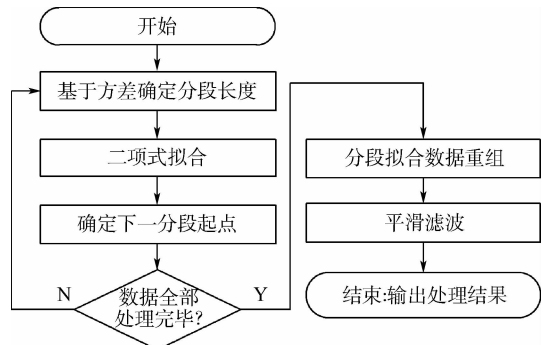 开始
基于方差确定分段长度
二项式拟合
确定下一分段起点
N
数据全部
处理完毕?
Y
分段拟合数据重组
平滑滤波
结束:输出处理结果